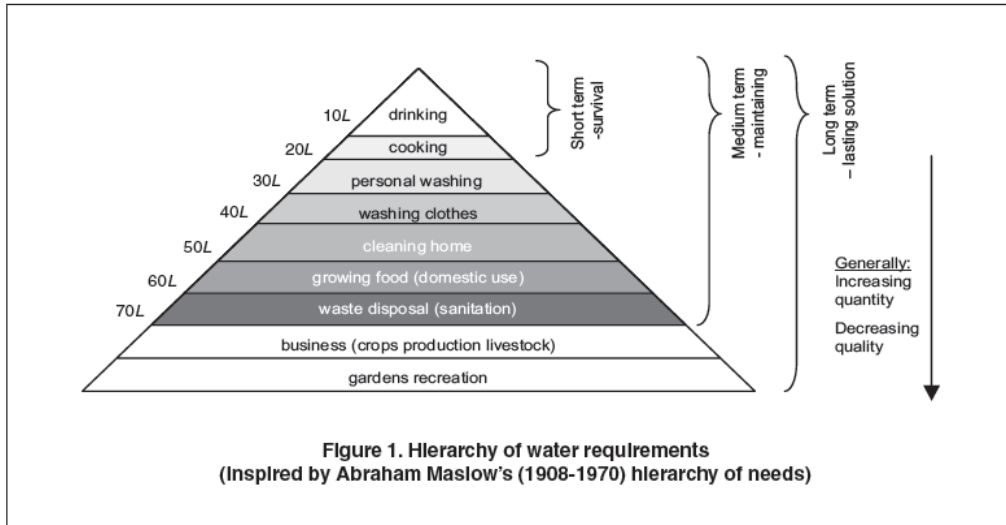 10L
drinking
20L
cooking
30L
personal washing
40L
washing clothes
50L
cleaning home
60L
growing food (domestic use)
70L
waste disposal (sanitation)
business (crops production livestock)
gardens recreation
Short term
-survival
Medium term
- maintaining
Long term
– lasting solution
Generally:
Increasing
quantity
Decreasing
quality
Figure 1. Hierarchy of water requirements
(Inspired by Abraham Maslow's (1908-1970) hierarchy of needs)